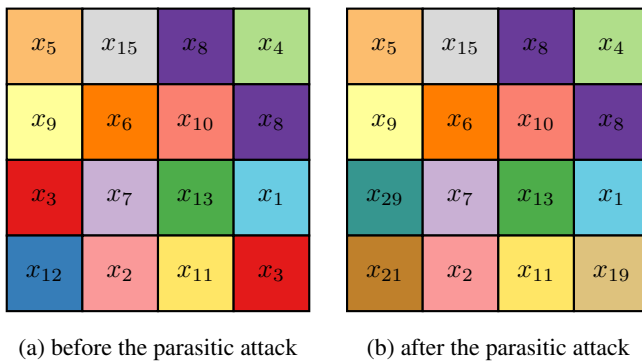 x5 x15 x8 x4 x5 x15 x8 x4
x9 x6 x10 x8 x9 x6 x10 x8
x3 x7 x13 x1 x29 x7 x13 x1
x12 x2 x11 x3 x21 x2 x11 x19
(a) before the parasitic attack (b) after the parasitic attack